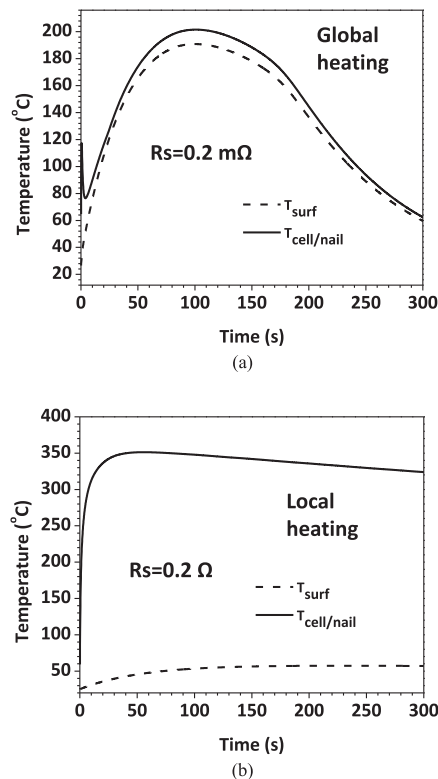 Temperature (°C)
200
180
160
140
120
100
80
60
40
20
Global
heating
Rs=0.2 mΩ
T_surf
T_cell/nail
0 50 100 150 200 250 300
Time (s)
(a)
Temperature (°C)
400
350
300
250
200
150
100
50
Local
heating
Rs=0.2 Ω
T_surf
T_cell/nail
0 50 100 150 200 250 300
Time (s)
(b)